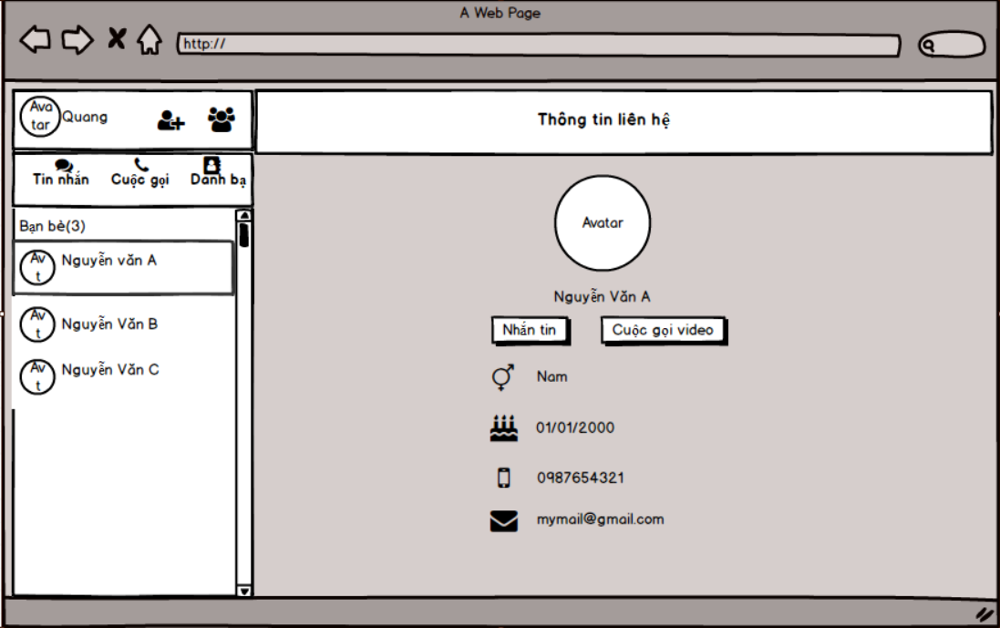 A Web Page
http://
Ava
tar
Quang
Thông tin liên hệ
Tin nhắn
Cuộc gọi
Danh bạ
Bạn bè(3)
Av
t
Nguyễn văn A
Av
t
Nguyễn Văn B
Av
t
Nguyễn Văn C
Avatar
Nguyễn Văn A
Nhắn tin
Cuộc gọi video
Nam
01/01/2000
0987654321
mymail@gmail.com